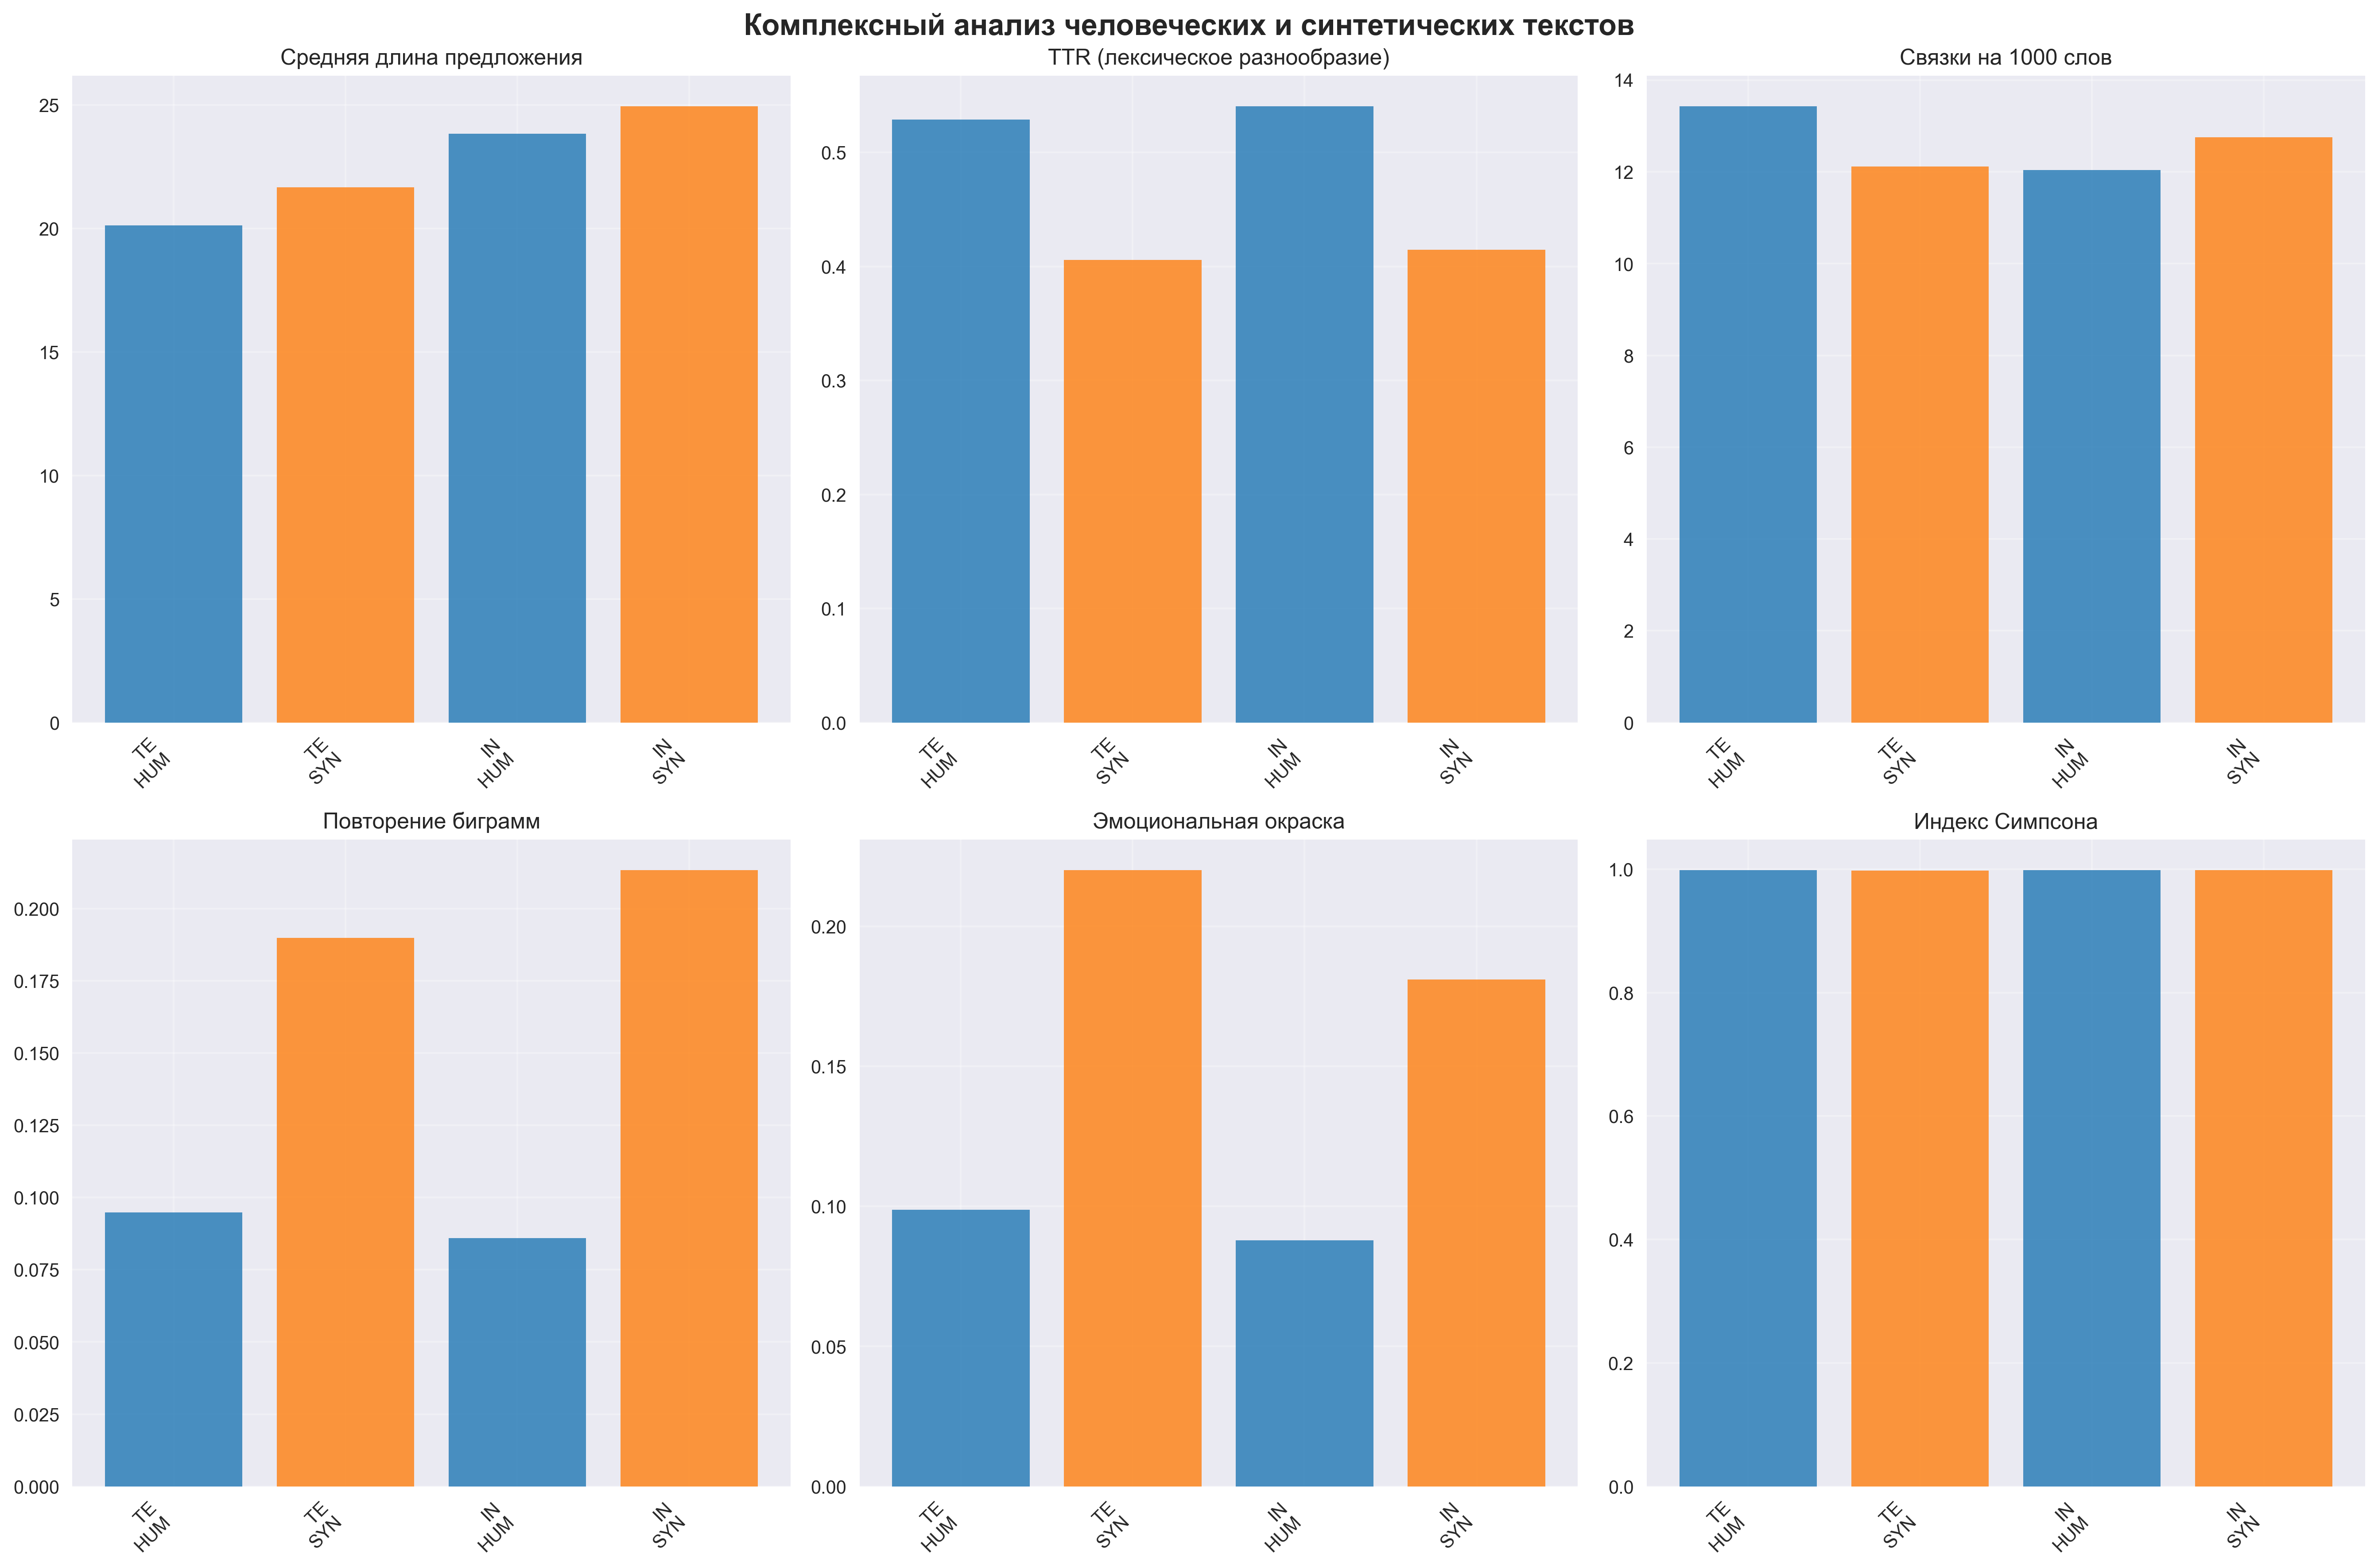 Комплексный анализ человеческих и синтетических текстов
Средняя длина предложения
25
20
15
10
5
0
TE
HUM
TE
SYN
IN
HUM
IN
SYN
TTR (лексическое разнообразие)
0.5
0.4
0.3
0.2
0.1
0.0
TE
HUM
TE
SYN
IN
HUM
IN
SYN
Связки на 1000 слов
14
12
10
8
6
4
2
0
TE
HUM
TE
SYN
IN
HUM
IN
SYN
Повторение биграмм
0.200
0.175
0.150
0.125
0.100
0.075
0.050
0.025
0.000
TE
HUM
TE
SYN
IN
HUM
IN
SYN
Эмоциональная окраска
0.20
0.15
0.10
0.05
0.00
TE
HUM
TE
SYN
IN
HUM
IN
SYN
Индекс Симпсона
1.0
0.8
0.6
0.4
0.2
0.0
TE
HUM
TE
SYN
IN
HUM
IN
SYN